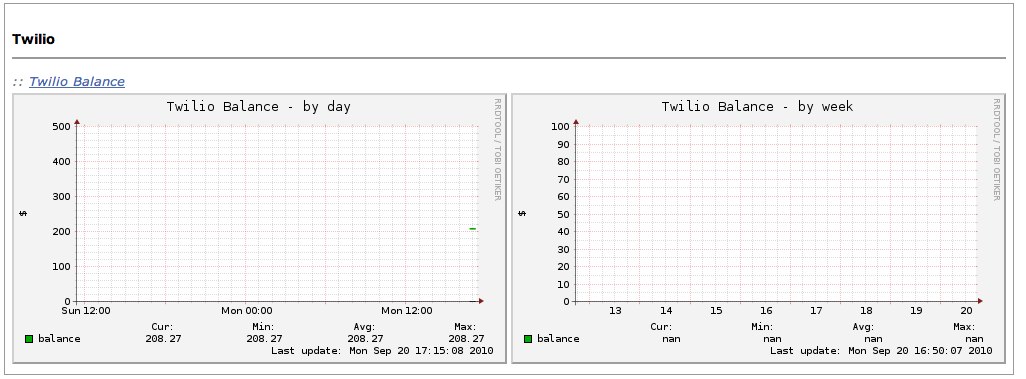 Twilio
:: Twilio Balance
Twilio Balance - by day
RRDTOOL / TOBI OETIKER
500
400
300
200
100
0
$
Sun 12:00 Mon 00:00 Mon 12:00
Cur: Min: Avg: Max:
balance 208.27 208.27 208.27 208.27
Last update: Mon Sep 20 17:15:08 2010
Twilio Balance - by week
RRDTOOL / TOBI OETIKER
100
90
80
70
60
50
40
30
20
10
0
$
13 14 15 16 17 18 19 20
Cur: Min: Avg: Max:
balance nan nan nan nan
Last update: Mon Sep 20 16:50:07 2010